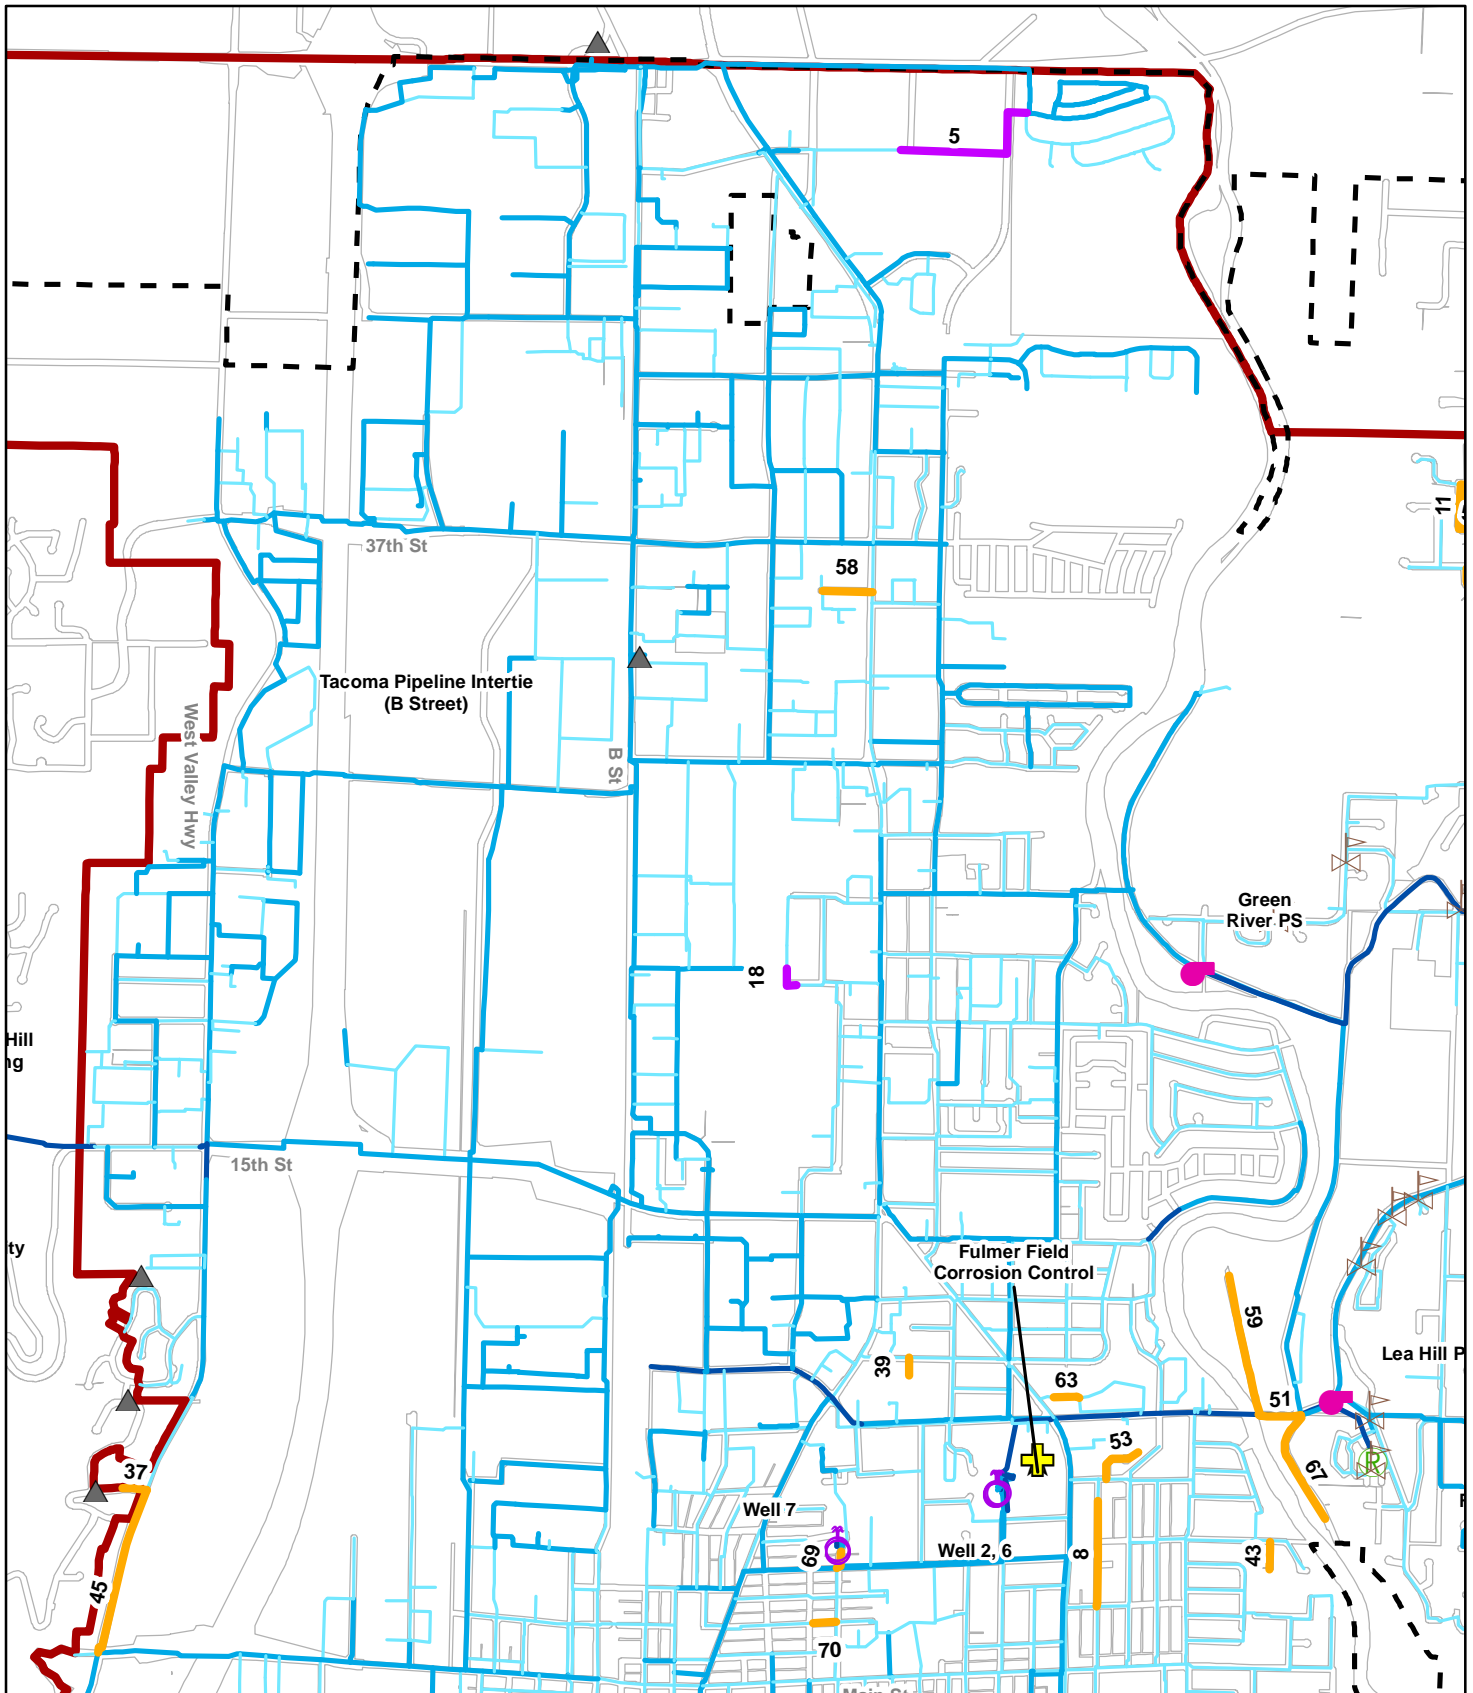 5
11
37th St
58
Tacoma Pipeline Intertie
(B Street)
West Valley Hwy
B St
Green
River PS
18
Hill
ng
15th St
ty
Fulmer Field
Corrosion Control
59
Lea Hill P
39
63
51
53
37
67
Well 7
R
69
Well 2, 6
8
43
45
70
Main St